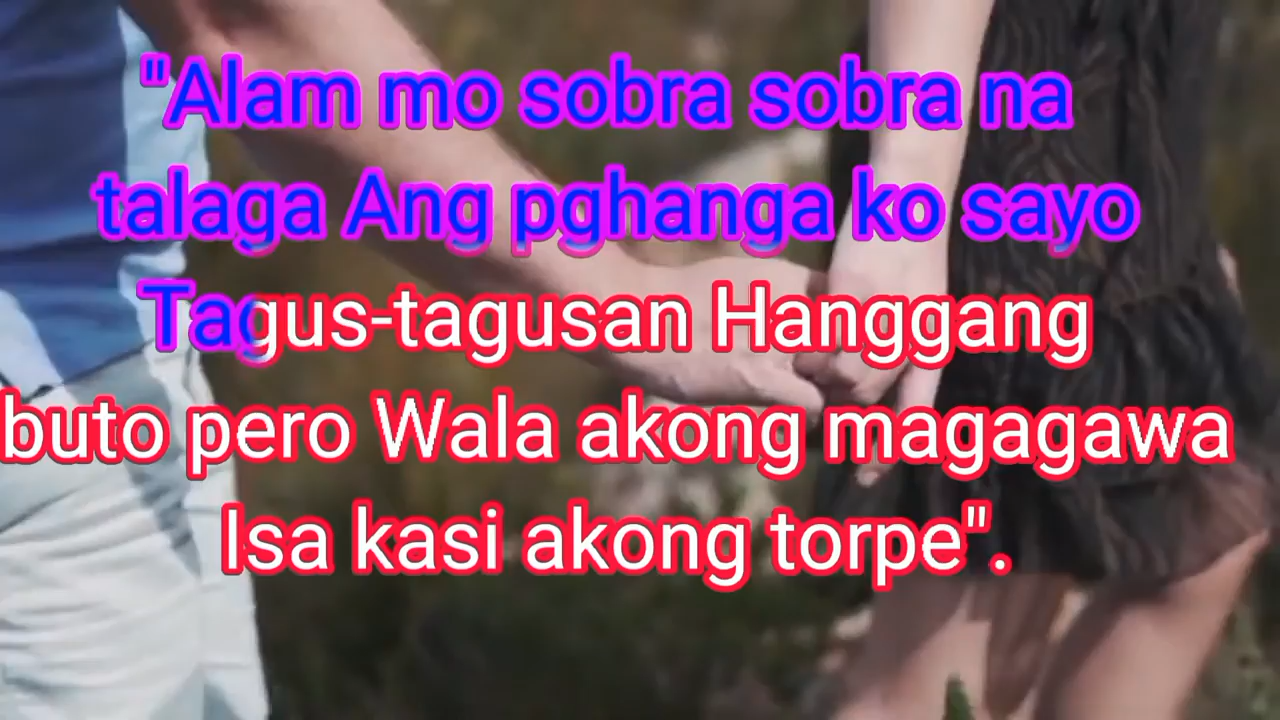 "Alam mo sobra sobra na
talaga Ang pghanga ko sayo
Tagus-tagusan Hanggang
buto pero Wala akong magagawa
Isa kasi akong torpe".